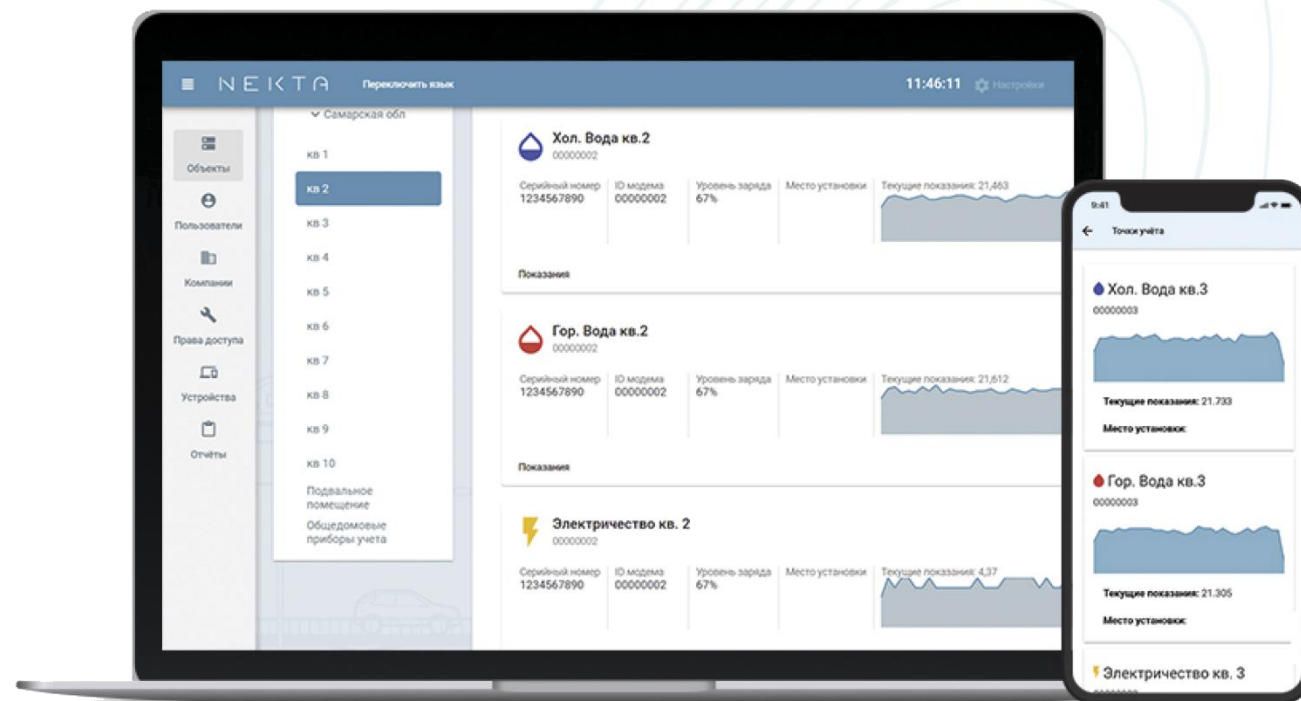 NEKTA
Переключить язык
11:46:11
Настройки
Объекты
Пользователи
Компании
Права доступа
Устройства
Отчёты
Самарская обл
кв 1
кв 2
кв 3
кв 4
кв 5
кв 6
кв 7
кв 8
кв 9
кв 10
Подвальное
помещение
Общедомовые
приборы учета
Хол. Вода кв.2
00000002
Серийный номер ID модема Уровень заряда Место установки Текущие показания: 21,463
1234567890 00000002 67%
Показания
Гор. Вода кв.2
00000002
Серийный номер ID модема Уровень заряда Место установки Текущие показания: 21,612
1234567890 00000002 67%
Показания
Электричество кв. 2
00000002
Серийный номер ID модема Уровень заряда Место установки Текущие показания: 4,37
1234567890 00000002 67%
9:41
Точки учёта
Хол. Вода кв.3
00000003
Текущие показания: 21.733
Место установки:
Гор. Вода кв.3
00000003
Текущие показания: 21.305
Место установки:
Электричество кв. 3